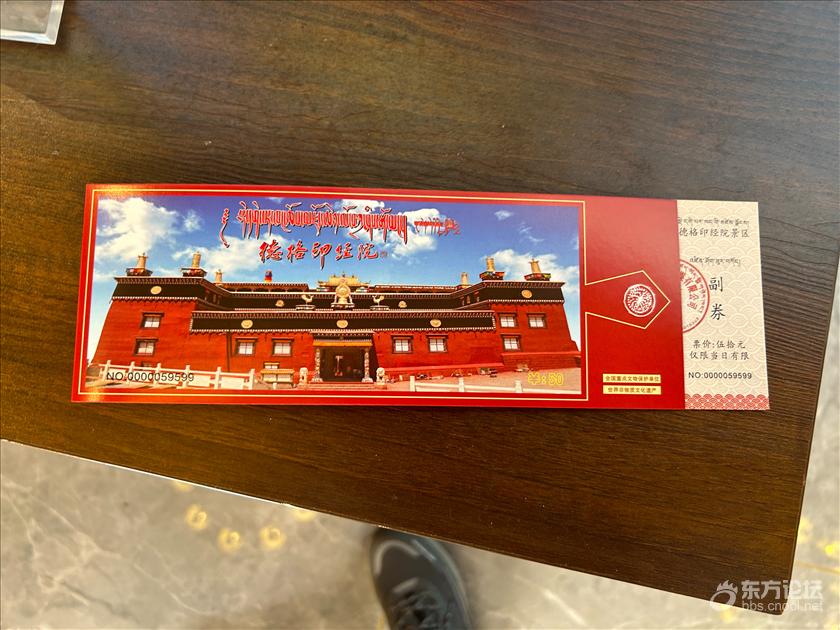 德格印经院
NO:0000059599
¥:50
全国重点文物保护单位
世界非物质文化遗产
德格印经院景区
副
券
票价:伍拾元
仅限当日有限
NO:0000059599
东方论坛
bbs.cnool.net